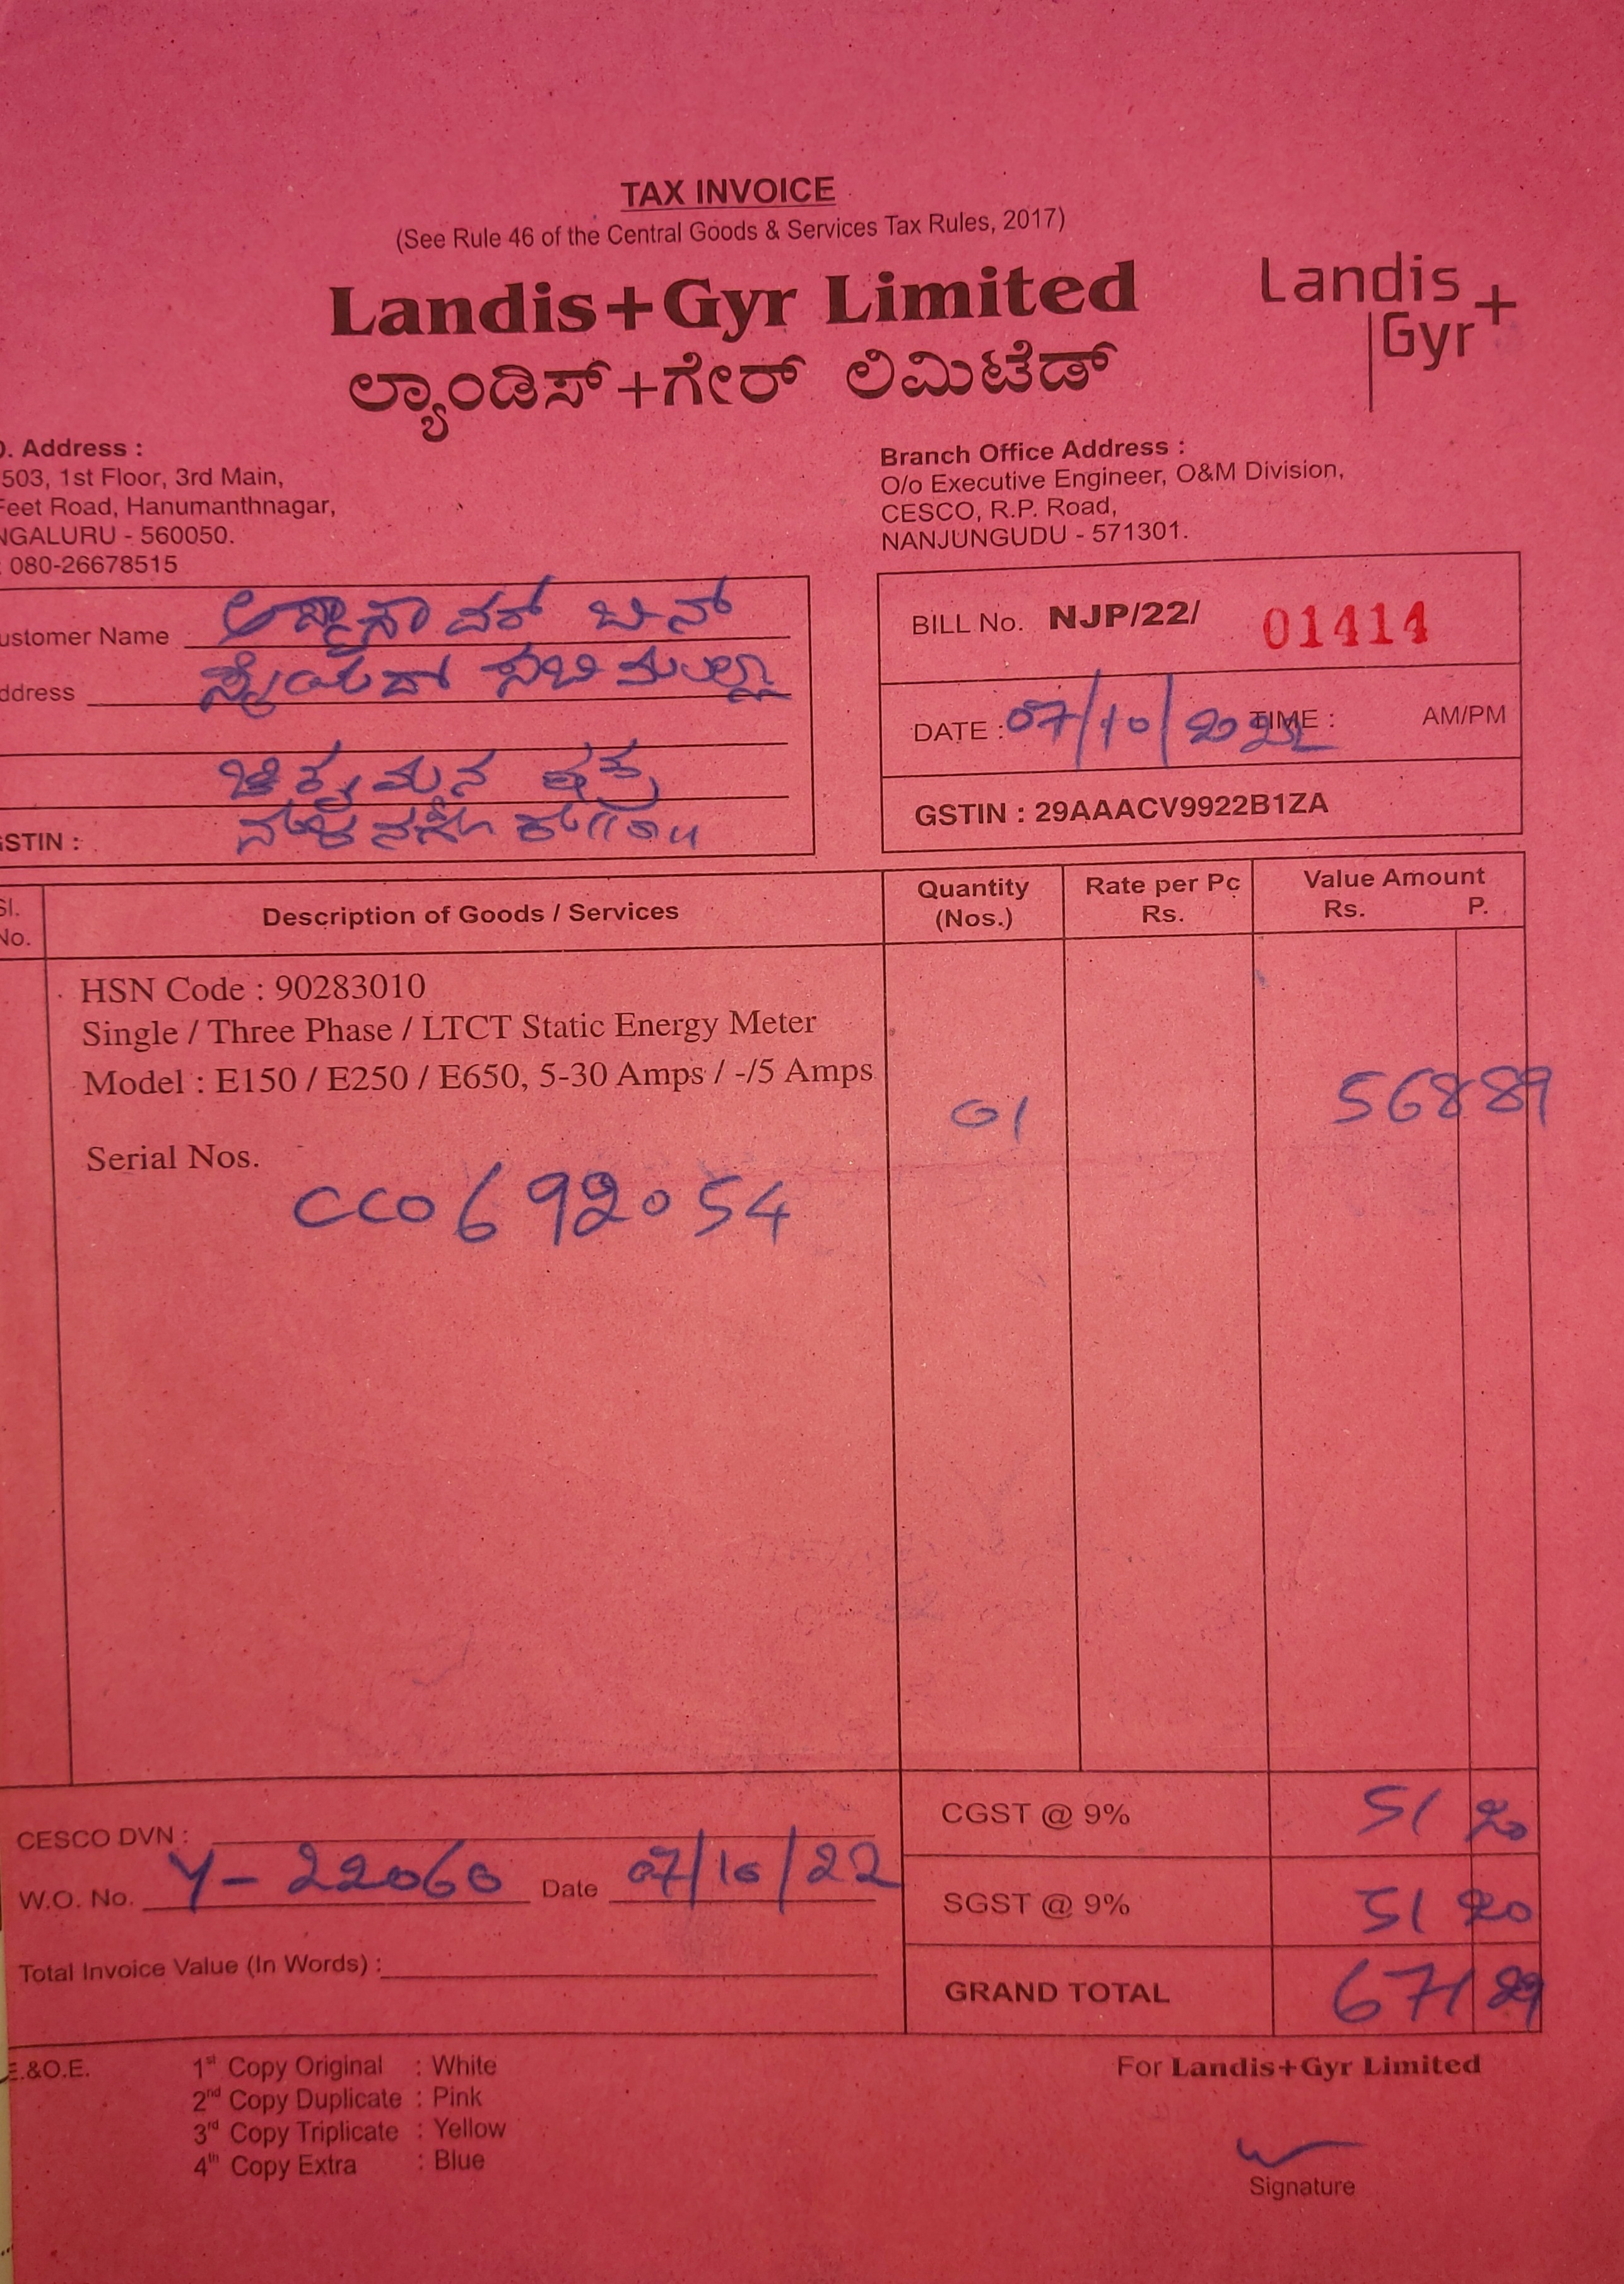 TAX INVOICE
(See Rule 46 of the Central Goods & Services Tax Rules, 2017)
Landis+Gyr Limited
ಲ್ಯಾಂಡಿಸ್+ಗೇರ್ ಲಿಮಿಟೆಡ್
Landis+
Gyr
Address :
503, 1st Floor, 3rd Main,
Feet Road, Hanumanthnagar,
NGALURU - 560050.
: 080-26678515
Branch Office Address :
O/o Executive Engineer, O&M Division,
CESCO, R.P. Road,
NANJUNGUDU - 571301.
ustomer Name ಬಿನ್
ddress
GSTIN :
BILL No. NJP/22/ 01414
DATE : 07/10/2022 TIME : AM/PM
GSTIN : 29AAACV9922B1ZA
Sl. No.
Description of Goods / Services
Quantity (Nos.)
Rate per Pc Rs.
Value Amount Rs. P.
HSN Code : 90283010
Single / Three Phase / LTCT Static Energy Meter
Model : E150 / E250 / E650, 5-30 Amps / -/5 Amps
01 568 89
Serial Nos.
CC0692054
CESCO DVN :
W.O. No. Y-22060 Date 07/10/22
Total Invoice Value (In Words) :
CGST @ 9% 51 20
SGST @ 9% 51 20
GRAND TOTAL 671 29
E.&O.E.
1st Copy Original : White
2nd Copy Duplicate : Pink
3rd Copy Triplicate : Yellow
4th Copy Extra : Blue
For Landis+Gyr Limited
Signature